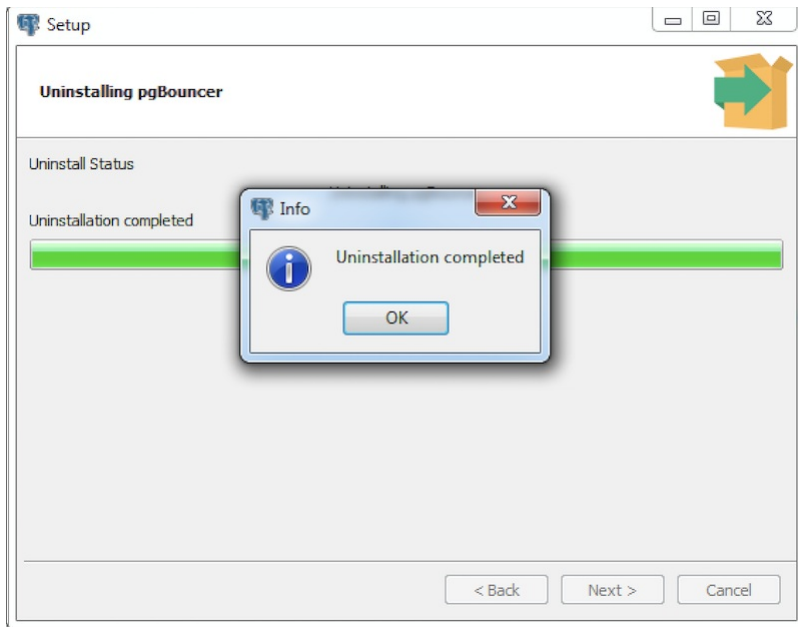 Setup
Uninstalling pgBouncer
Uninstall Status
Uninstallation completed
Info
Uninstallation completed
OK
< Back
Next >
Cancel